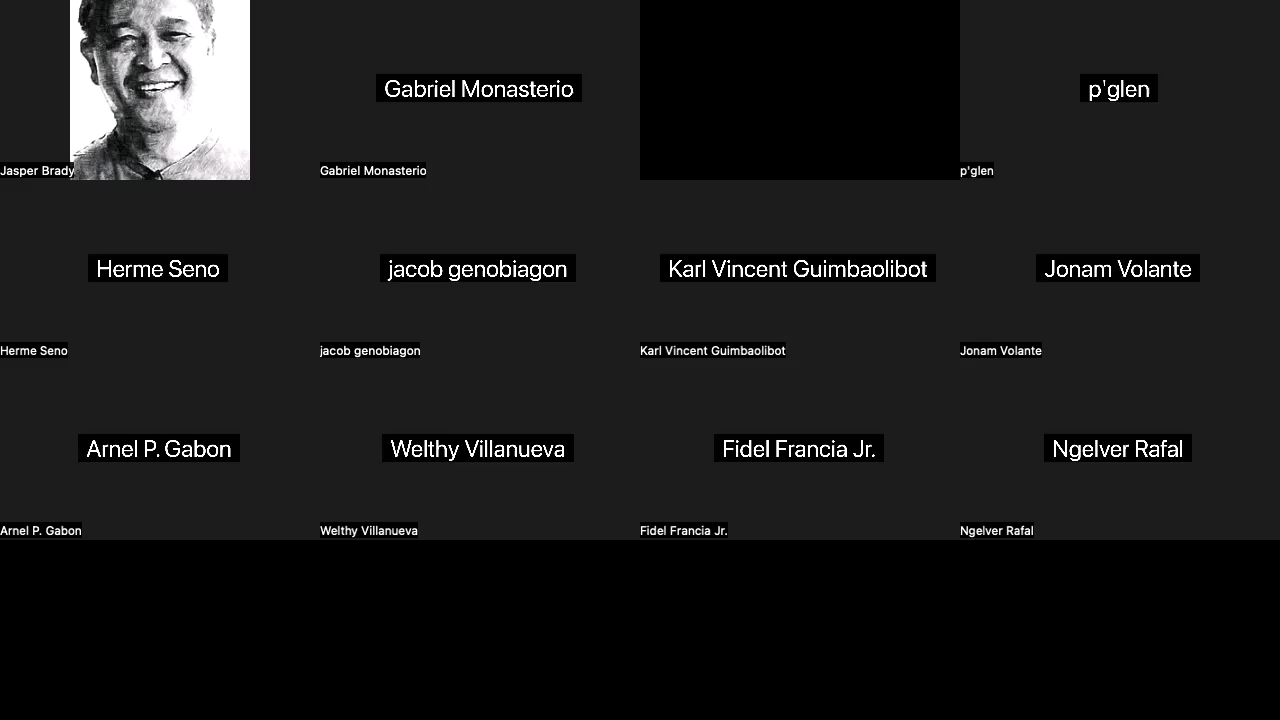 Gabriel Monasterio
p'glen
Jasper Brady
Gabriel Monasterio
p'glen
Herme Seno
jacob genobiagon
Karl Vincent Guimbaolibot
Jonam Volante
Herme Seno
jacob genobiagon
Karl Vincent Guimbaolibot
Jonam Volante
Arnel P. Gabon
Welthy Villanueva
Fidel Francia Jr.
Ngelver Rafal
Arnel P. Gabon
Welthy Villanueva
Fidel Francia Jr.
Ngelver Rafal